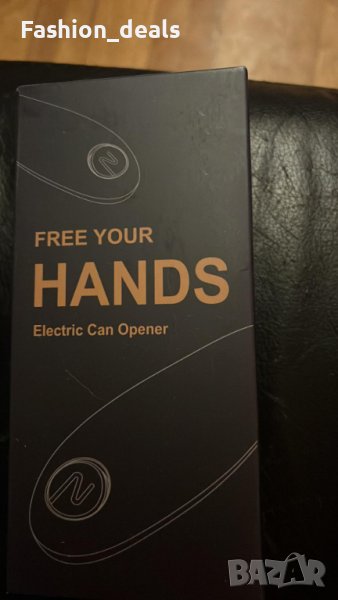 Fashion_deals
FREE YOUR
HANDS
Electric Can Opener
BAZAR